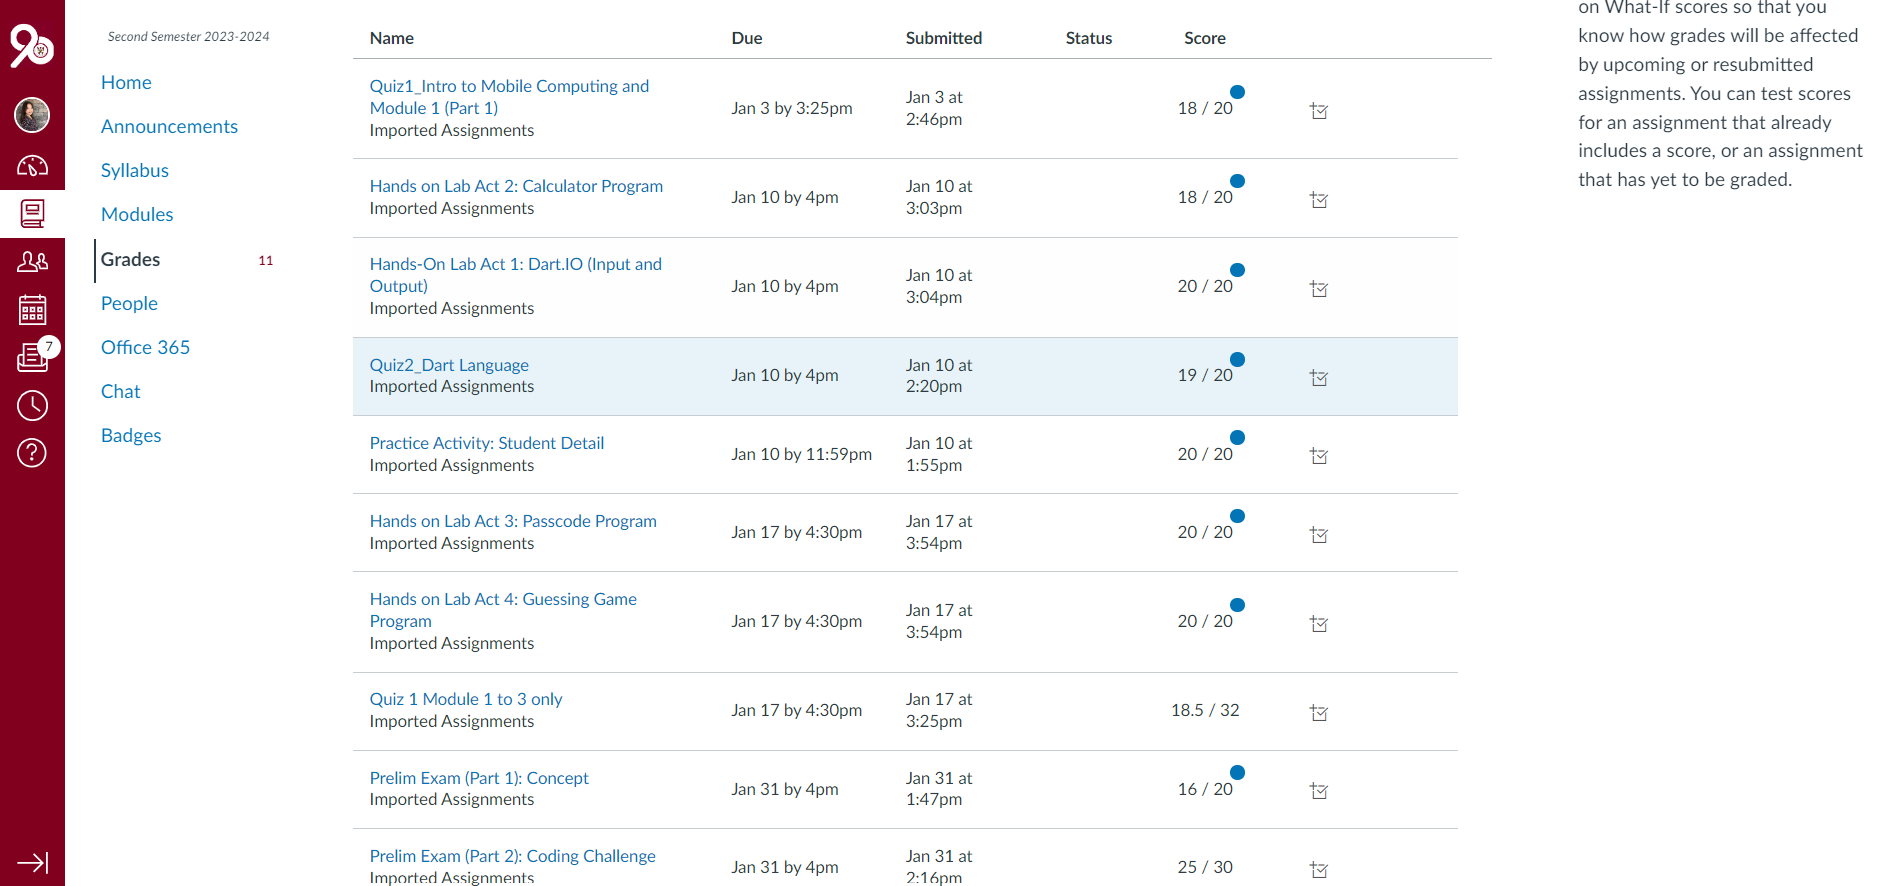 Second Semester 2023-2024
Home
Announcements
Syllabus
Modules
Grades 11
People
Office 365
Chat
Badges
7
Name Due Submitted Status Score
Quiz1_Intro to Mobile Computing and
Module 1 (Part 1)
Imported Assignments
Jan 3 by 3:25pm
Jan 3 at
2:46pm
18 / 20
Hands on Lab Act 2: Calculator Program
Imported Assignments
Jan 10 by 4pm
Jan 10 at
3:03pm
18 / 20
Hands-On Lab Act 1: Dart.IO (Input and
Output)
Imported Assignments
Jan 10 by 4pm
Jan 10 at
3:04pm
20 / 20
Quiz2_Dart Language
Imported Assignments
Jan 10 by 4pm
Jan 10 at
2:20pm
19 / 20
Practice Activity: Student Detail
Imported Assignments
Jan 10 by 11:59pm
Jan 10 at
1:55pm
20 / 20
Hands on Lab Act 3: Passcode Program
Imported Assignments
Jan 17 by 4:30pm
Jan 17 at
3:54pm
20 / 20
Hands on Lab Act 4: Guessing Game
Program
Imported Assignments
Jan 17 by 4:30pm
Jan 17 at
3:54pm
20 / 20
Quiz 1 Module 1 to 3 only
Imported Assignments
Jan 17 by 4:30pm
Jan 17 at
3:25pm
18.5 / 32
Prelim Exam (Part 1): Concept
Imported Assignments
Jan 31 by 4pm
Jan 31 at
1:47pm
16 / 20
Prelim Exam (Part 2): Coding Challenge
Imported Assignments
Jan 31 by 4pm
Jan 31 at
2:16pm
25 / 30
on What-If scores so that you
know how grades will be affected
by upcoming or resubmitted
assignments. You can test scores
for an assignment that already
includes a score, or an assignment
that has yet to be graded.